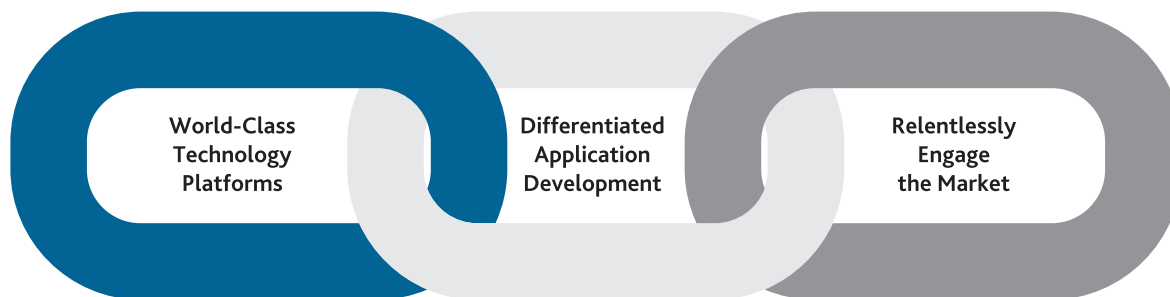 World-Class
Technology
Platforms
Differentiated
Application
Development
Relentlessly
Engage
the Market